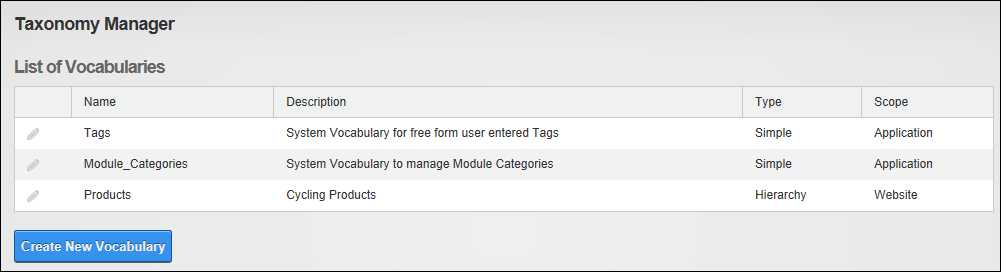 Taxonomy Manager
List of Vocabularies
Name Description Type Scope
Tags System Vocabulary for free form user entered Tags Simple Application
Module_Categories System Vocabulary to manage Module Categories Simple Application
Products Cycling Products Hierarchy Website
Create New Vocabulary